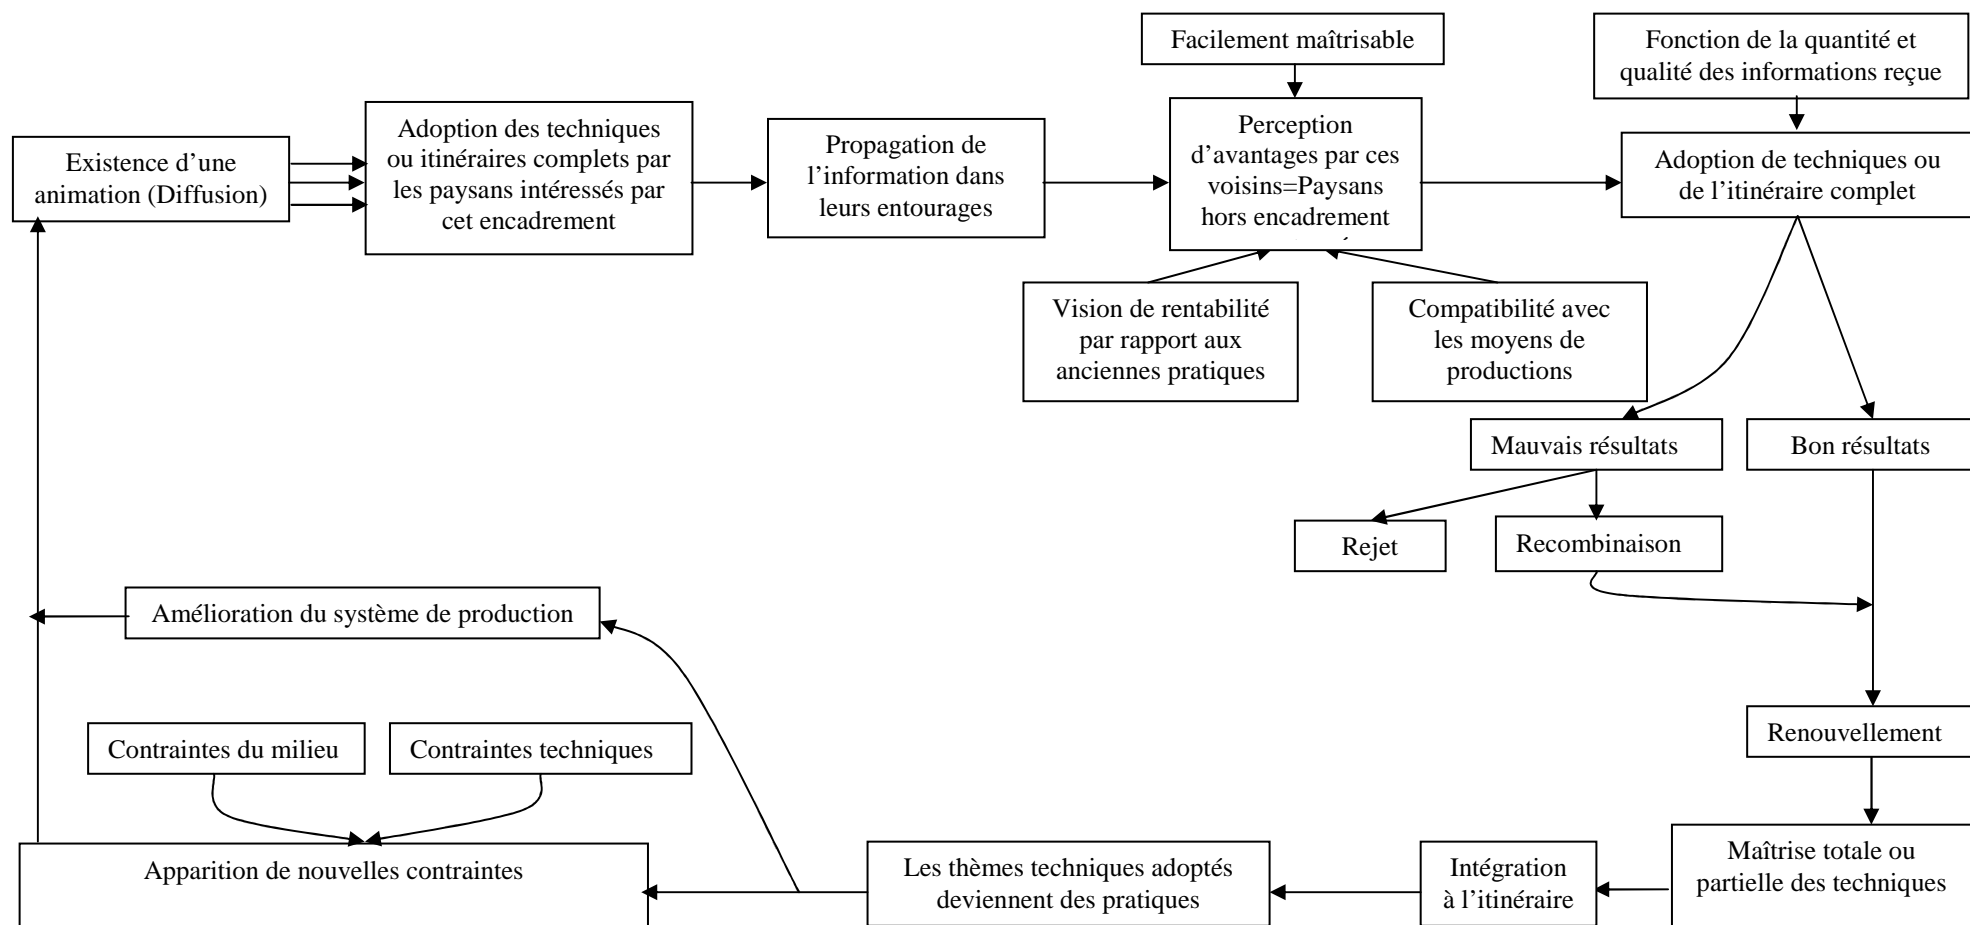 Facilement maîtrisable
Fonction de la quantité et
qualité des informations reçue
Existence d’une
animation (Diffusion)
Adoption des techniques
ou itinéraires complets par
les paysans intéressés par
cet encadrement
Propagation de
l’information dans
leurs entourages
Perception
d’avantages par ces
voisins=Paysans
hors encadrement
Adoption de techniques ou
de l’itinéraire complet
Vision de rentabilité
par rapport aux
anciennes pratiques
Compatibilité avec
les moyens de
productions
Mauvais résultats
Bon résultats
Rejet
Recombinaison
Amélioration du système de production
Renouvellement
Contraintes du milieu
Contraintes techniques
Apparition de nouvelles contraintes
Les thèmes techniques adoptés
deviennent des pratiques
Intégration
à l’itinéraire
Maîtrise totale ou
partielle des techniques